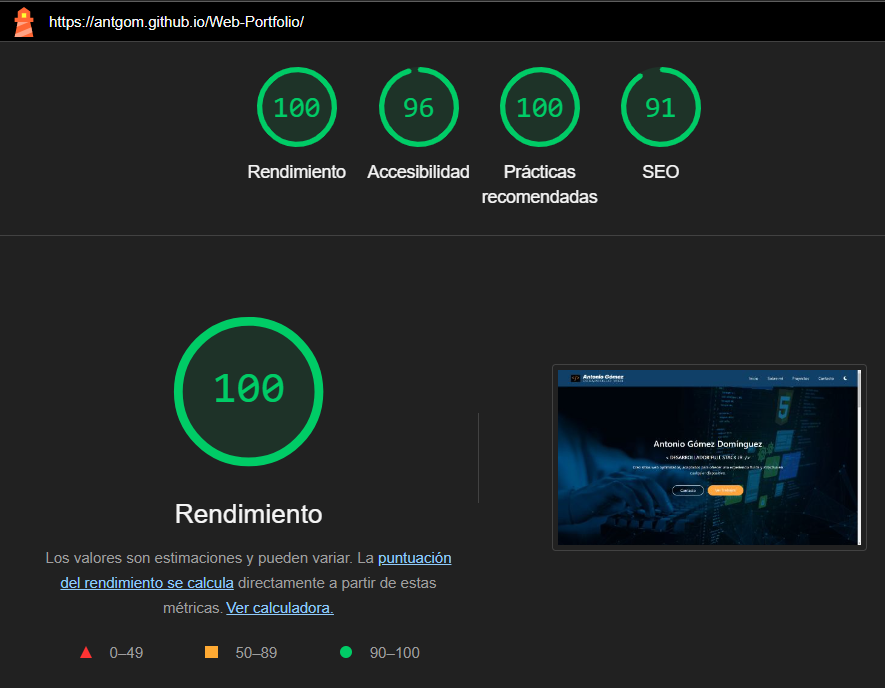 https://antgom.github.io/Web-Portfolio/
100
96
100
91
Rendimiento
Accesibilidad
Prácticas
recomendadas
SEO
100
Rendimiento
Los valores son estimaciones y pueden variar. La puntuación
del rendimiento se calcula directamente a partir de estas
métricas. Ver calculadora.
0–49
50–89
90–100
Antonio Gómez
Inicio
Sobre mí
Proyectos
Contacto
Antonio Gómez Domínguez
< DESARROLLADOR FULL STACK JR />
Contacto